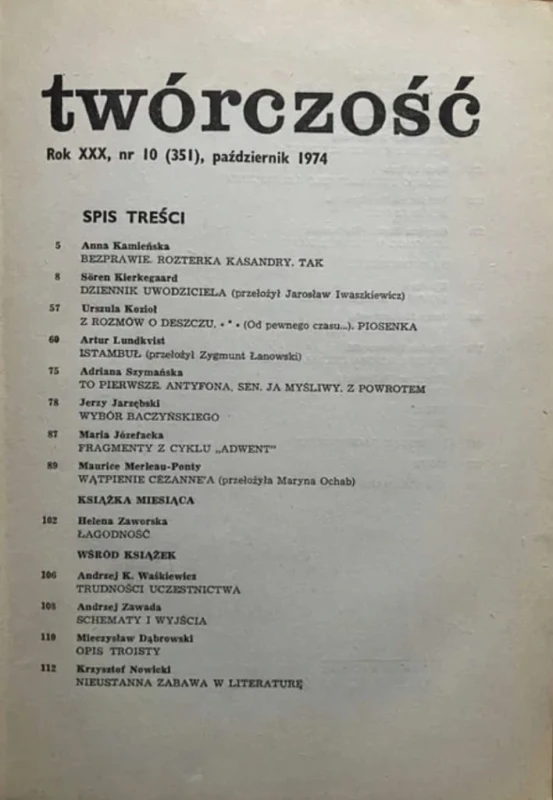 twórczość
Rok XXX, nr 10 (351), październik 1974
SPIS TREŚCI
5 Anna Kamieńska
BEZPRAWIE. ROZTERKA KASANDRY. TAK
8 Sören Kierkegaard
DZIENNIK UWODZICIELA (przełożył Jarosław Iwaszkiewicz)
57 Urszula Kozioł
Z ROZMÓW O DESZCZU. * * * (Od pewnego czasu...). PIOSENKA
60 Artur Lundkvist
ISTAMBUŁ (przełożył Zygmunt Łanowski)
75 Adriana Szymańska
TO PIERWSZE. ANTYFONA. SEN. JA MYŚLIWY. Z POWROTEM
78 Jerzy Jarzębski
WYBÓR BACZYŃSKIEGO
87 Maria Józefacka
FRAGMENTY Z CYKLU „ADWENT"
89 Maurice Merleau-Ponty
WĄTPIENIE CEZANNE'A (przełożyła Maryna Ochab)
KSIĄŻKA MIESIĄCA
102 Helena Zaworska
ŁAGODNOŚĆ
WŚRÓD KSIĄŻEK
106 Andrzej K. Waśkiewicz
TRUDNOŚCI UCZESTNICTWA
108 Andrzej Zawada
SCHEMATY I WYJŚCIA
110 Mieczysław Dąbrowski
OPIS TROISTY
112 Krzysztof Nowicki
NIEUSTANNA ZABAWA W LITERATURĘ